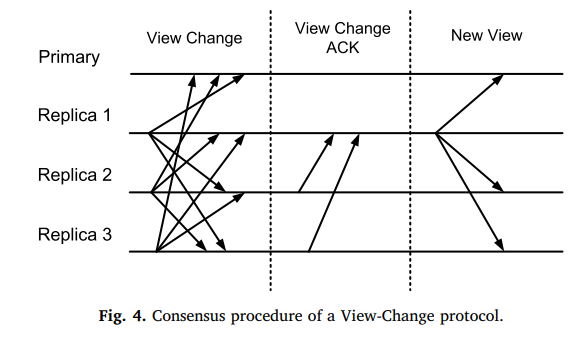 View Change
View Change
ACK
New View
Primary
Replica 1
Replica 2
Replica 3
Fig. 4. Consensus procedure of a View-Change protocol.